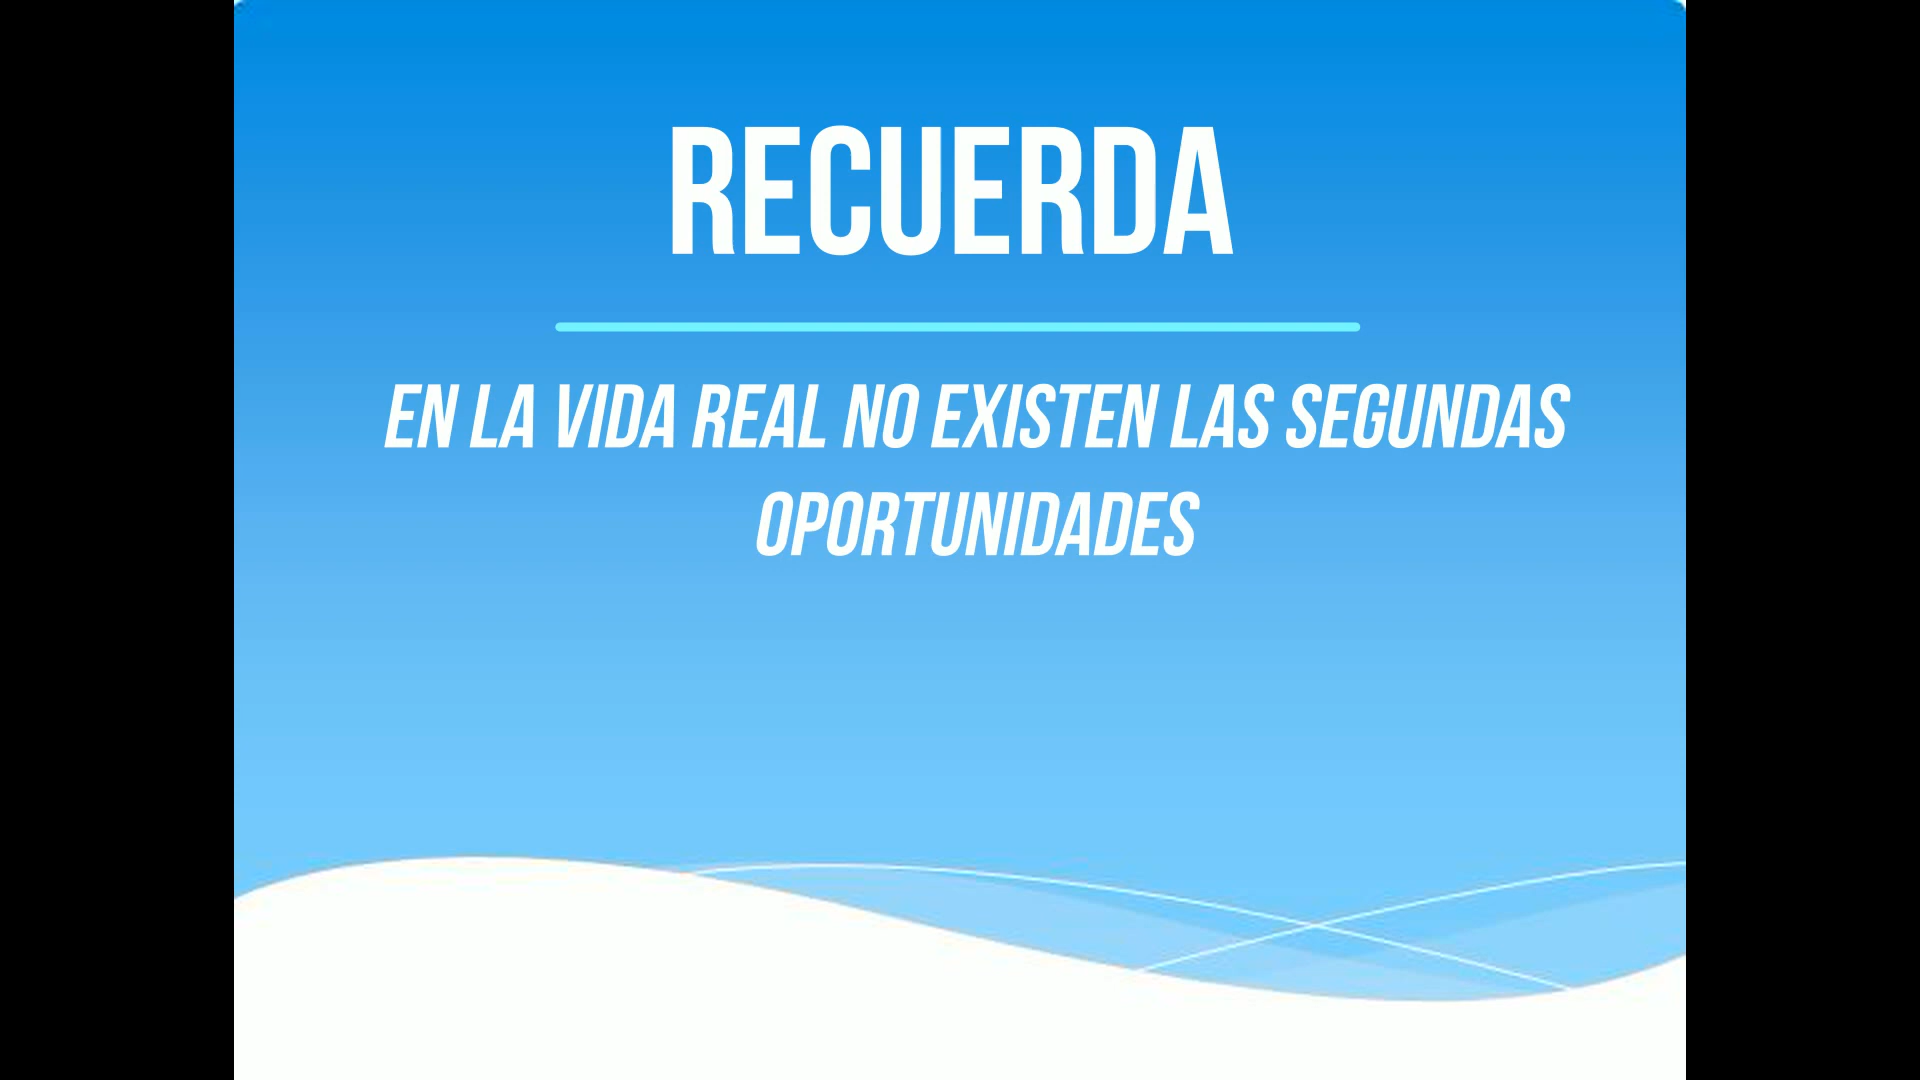 RECUERDA
EN LA VIDA REAL NO EXISTEN LAS SEGUNDAS
OPORTUNIDADES